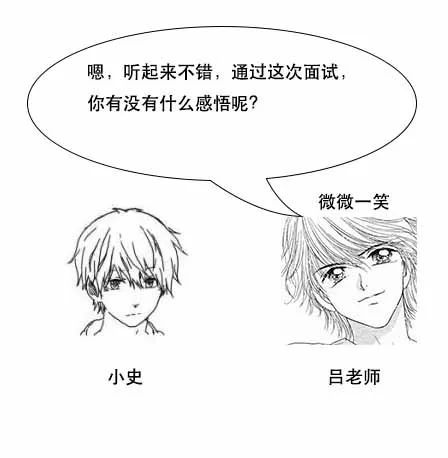 嗯，听起来不错，通过这次面试，
你有没有什么感悟呢？
微微一笑
小史
吕老师